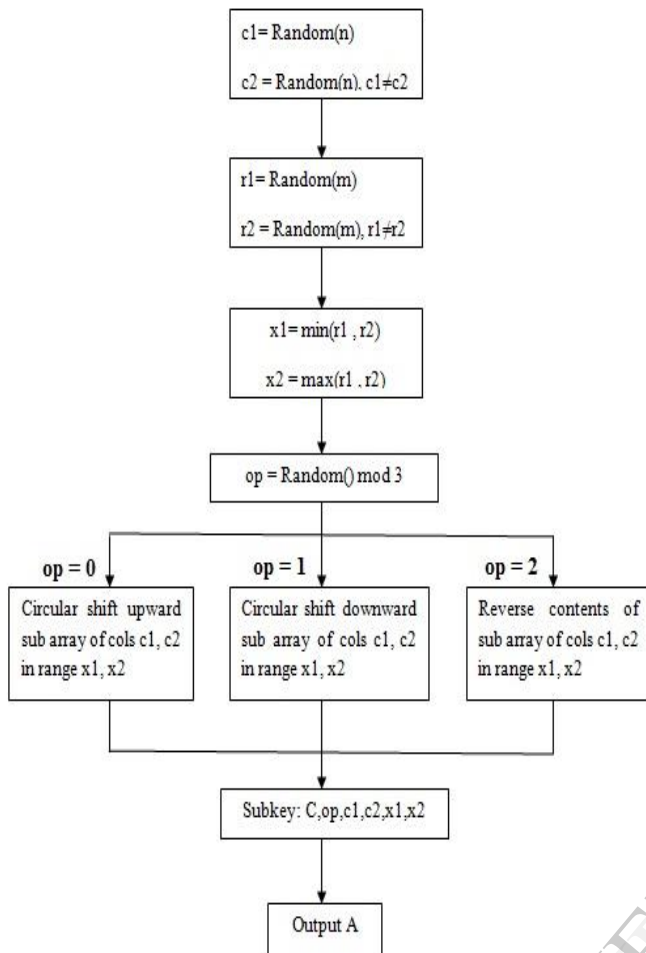 c1= Random(n)
c2 = Random(n), c1≠c2
r1= Random(m)
r2 = Random(m), r1≠r2
x1= min(r1 , r2)
x2 = max(r1 , r2)
op = Random() mod 3
op = 0
op = 1
op = 2
Circular shift upward
sub array of cols c1, c2
in range x1, x2
Circular shift downward
sub array of cols c1, c2
in range x1, x2
Reverse contents of
sub array of cols c1, c2
in range x1, x2
Subkey: C,op,c1,c2,x1,x2
Output A